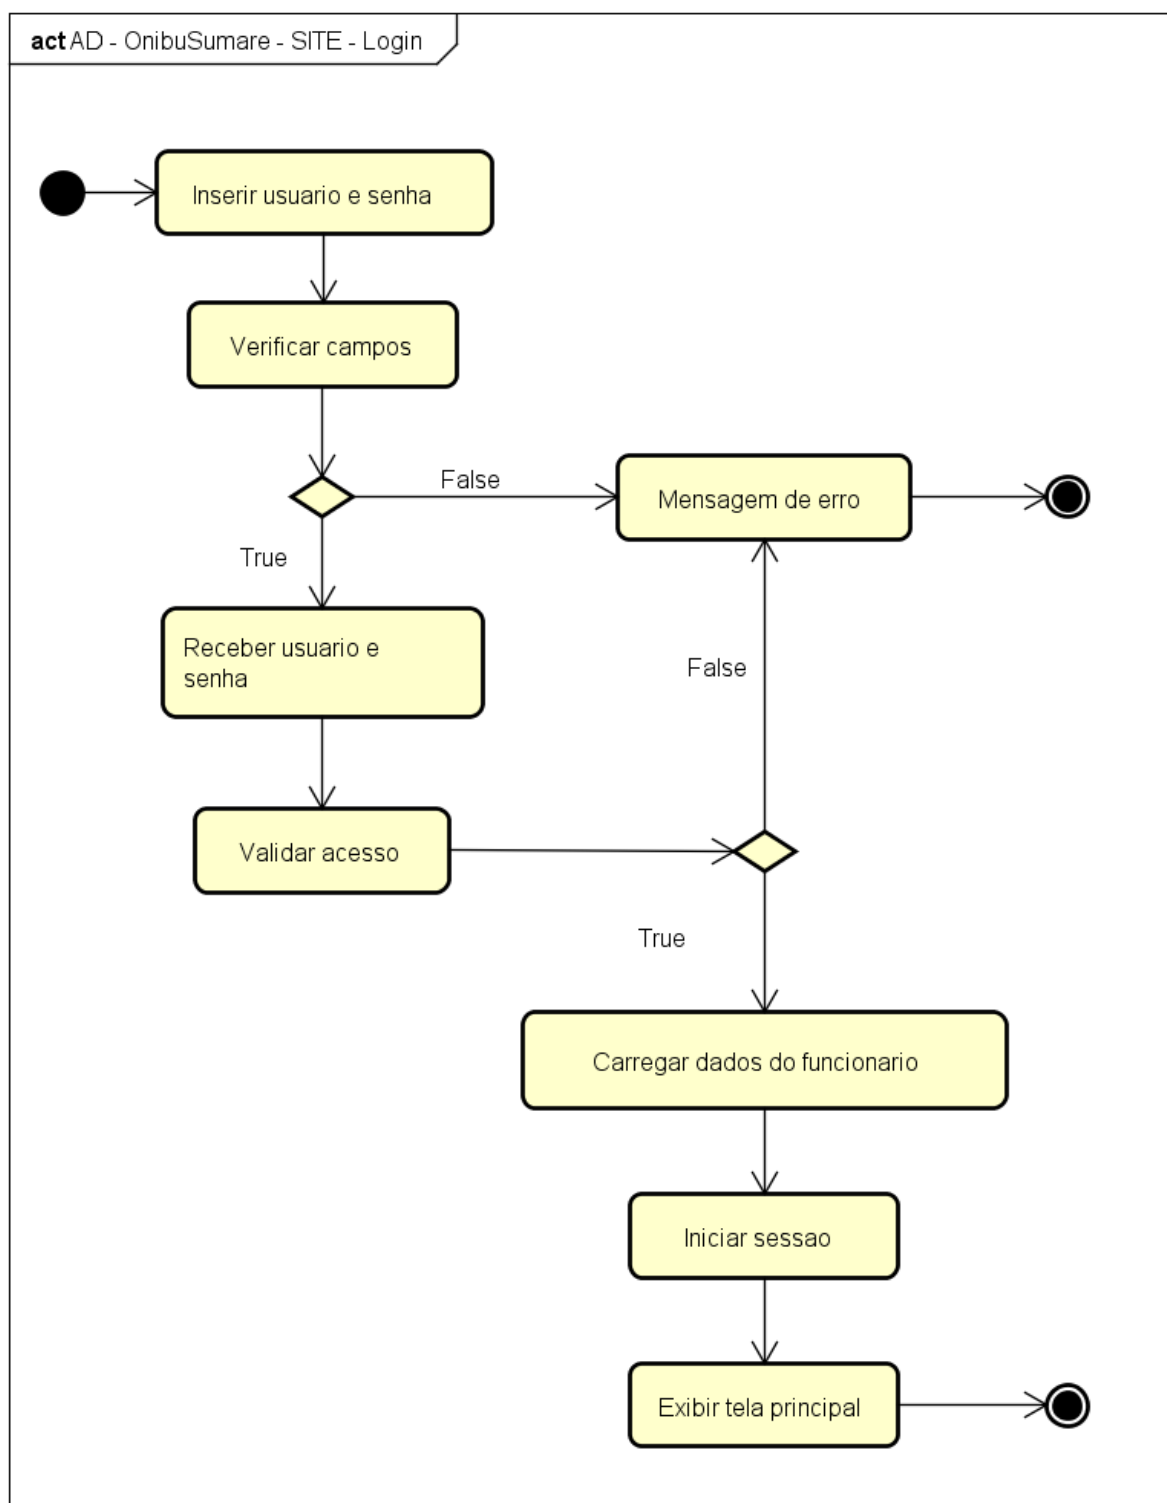 act AD - OnibuSumare - SITE - Login
Inserir usuario e senha
Verificar campos
False
Mensagem de erro
True
Receber usuario e
senha
False
Validar acesso
True
Carregar dados do funcionario
Iniciar sessao
Exibir tela principal